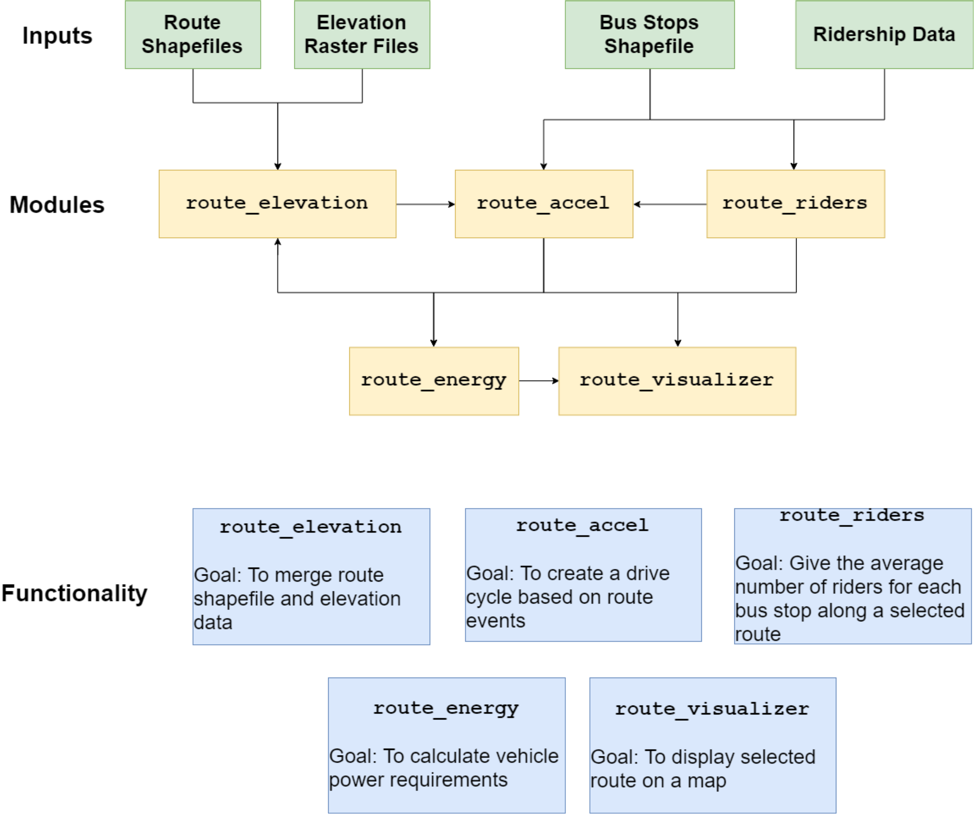 Inputs
Route
Shapefiles
Elevation
Raster Files
Bus Stops
Shapefile
Ridership Data
Modules
route_elevation
route_accel
route_riders
route_energy
route_visualizer
Functionality
route_elevation
Goal: To merge route
shapefile and elevation
data
route_accel
Goal: To create a drive
cycle based on route
events
route_riders
Goal: Give the average
number of riders for each
bus stop along a selected
route
route_energy
Goal: To calculate vehicle
power requirements
route_visualizer
Goal: To display selected
route on a map